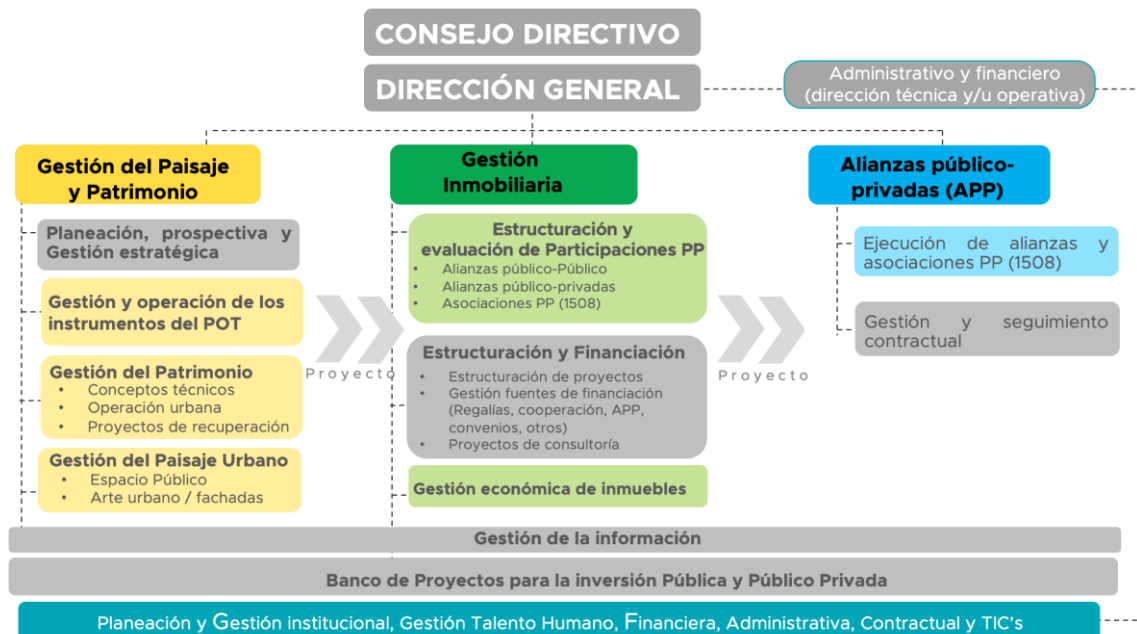 CONSEJO DIRECTIVO
DIRECCIÓN GENERAL
Administrativo y financiero
(dirección técnica y/u operativa)
Gestión del Paisaje
y Patrimonio
Planeación, prospectiva y
Gestión estratégica
Gestión y operación de los
instrumentos del POT
Gestión del Patrimonio
• Conceptos técnicos
• Operación urbana
• Proyectos de recuperación
Gestión del Paisaje Urbano
• Espacio Público
• Arte urbano / fachadas
Proyecto
Gestión
Inmobiliaria
Estructuración y
evaluación de Participaciones PP
• Alianzas público-Público
• Alianzas público-privadas
• Asociaciones PP (1508)
Estructuración y Financiación
• Estructuración de proyectos
• Gestión fuentes de financiación
(Regalías, cooperación, APP,
convenios, otros)
• Proyectos de consultoría
Gestión económica de inmuebles
Proyecto
Alianzas público-
privadas (APP)
Ejecución de alianzas y
asociaciones PP (1508)
Gestión y seguimiento
contractual
Gestión de la información
Banco de Proyectos para la inversión Pública y Público Privada
Planeación y Gestión institucional, Gestión Talento Humano, Financiera, Administrativa, Contractual y TIC's